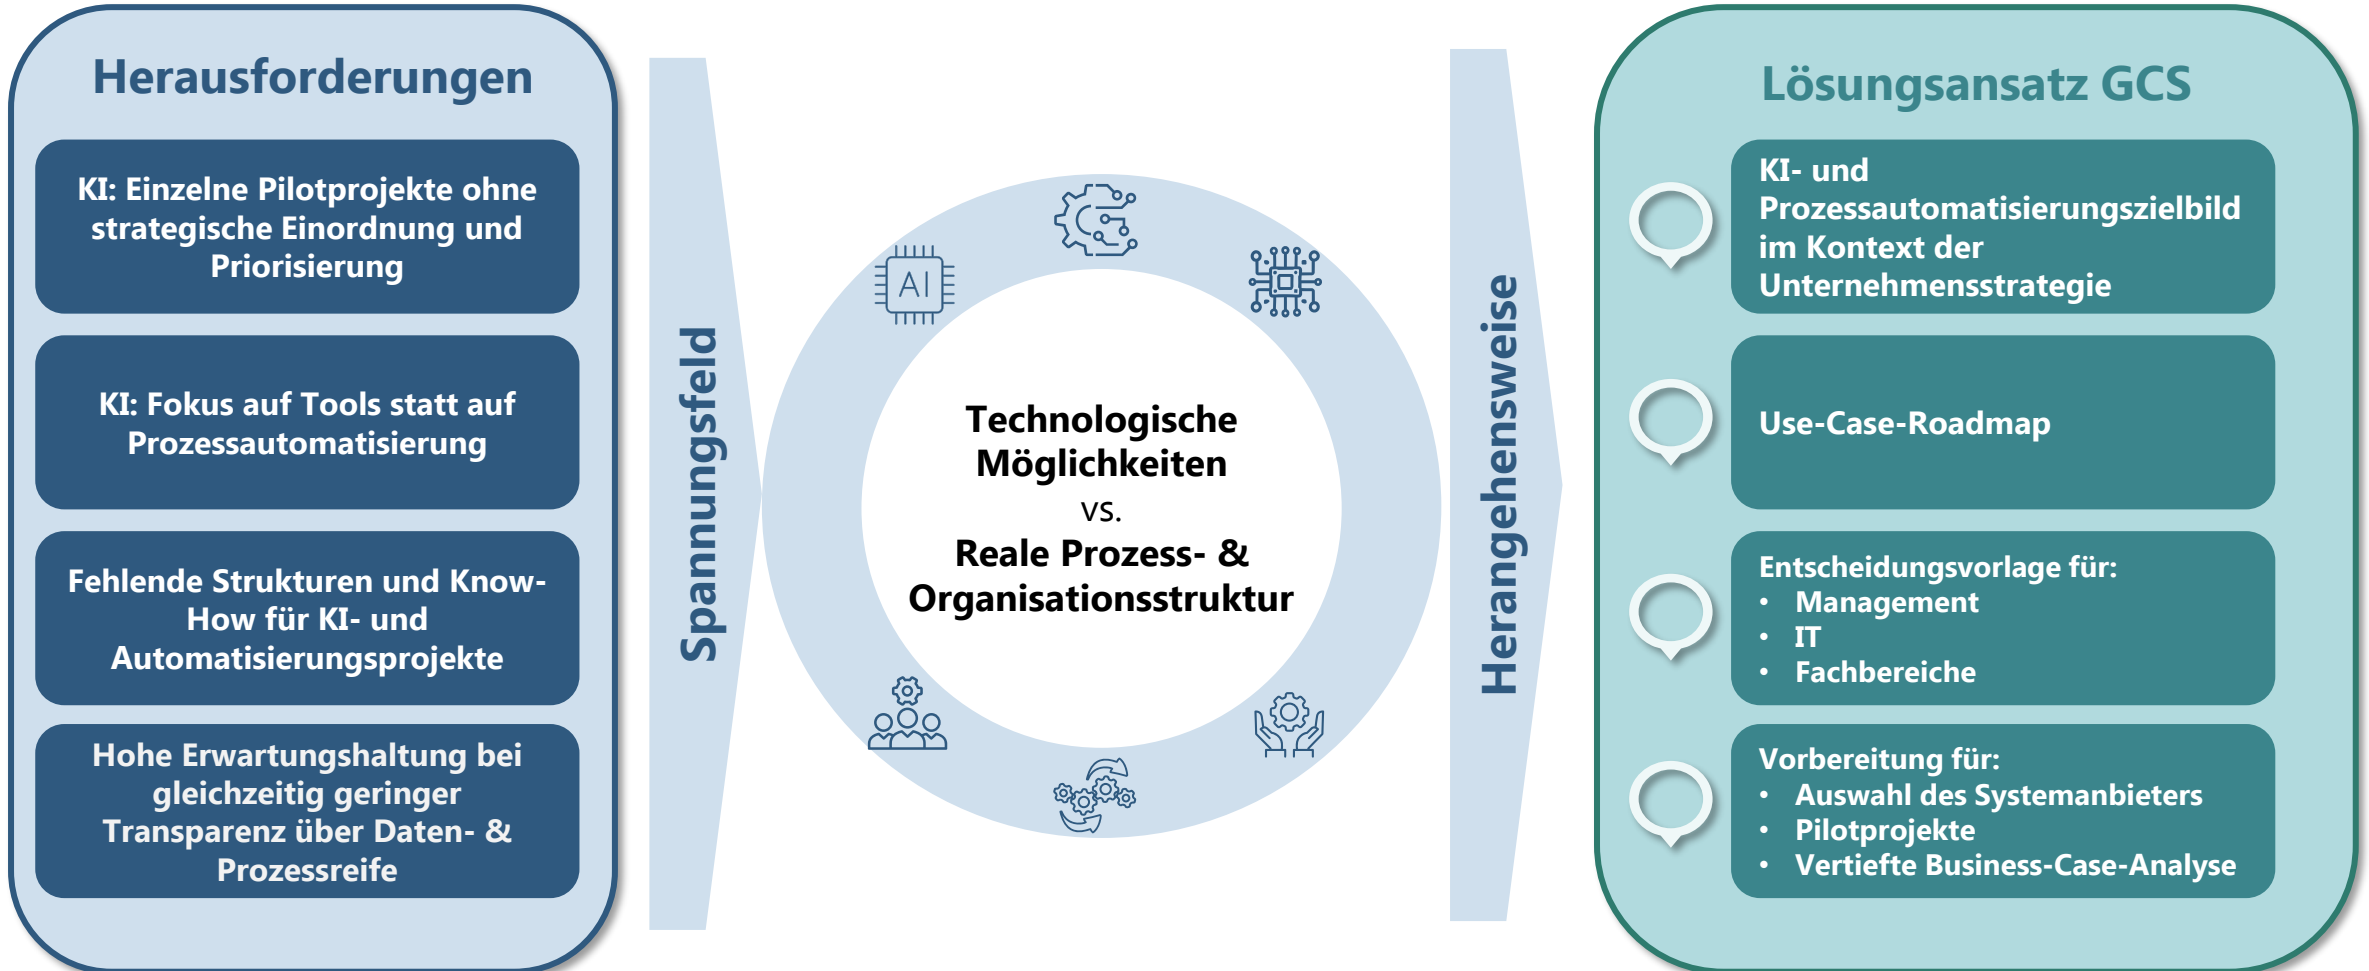 Herausforderungen
KI: Einzelne Pilotprojekte ohne
strategische Einordnung und
Priorisierung
KI: Fokus auf Tools statt auf
Prozessautomatisierung
Fehlende Strukturen und Know-
How für KI- und
Automatisierungsprojekte
Hohe Erwartungshaltung bei
gleichzeitig geringer
Transparenz über Daten- &
Prozessreife
Spannungsfeld
AI
Technologische
Möglichkeiten
vs.
Reale Prozess- &
Organisationsstruktur
Herangehensweise
Lösungsansatz GCS
KI- und
Prozessautomatisierungszielbild
im Kontext der
Unternehmensstrategie
Use-Case-Roadmap
Entscheidungsvorlage für:
• Management
• IT
• Fachbereiche
Vorbereitung für:
• Auswahl des Systemanbieters
• Pilotprojekte
• Vertiefte Business-Case-Analyse